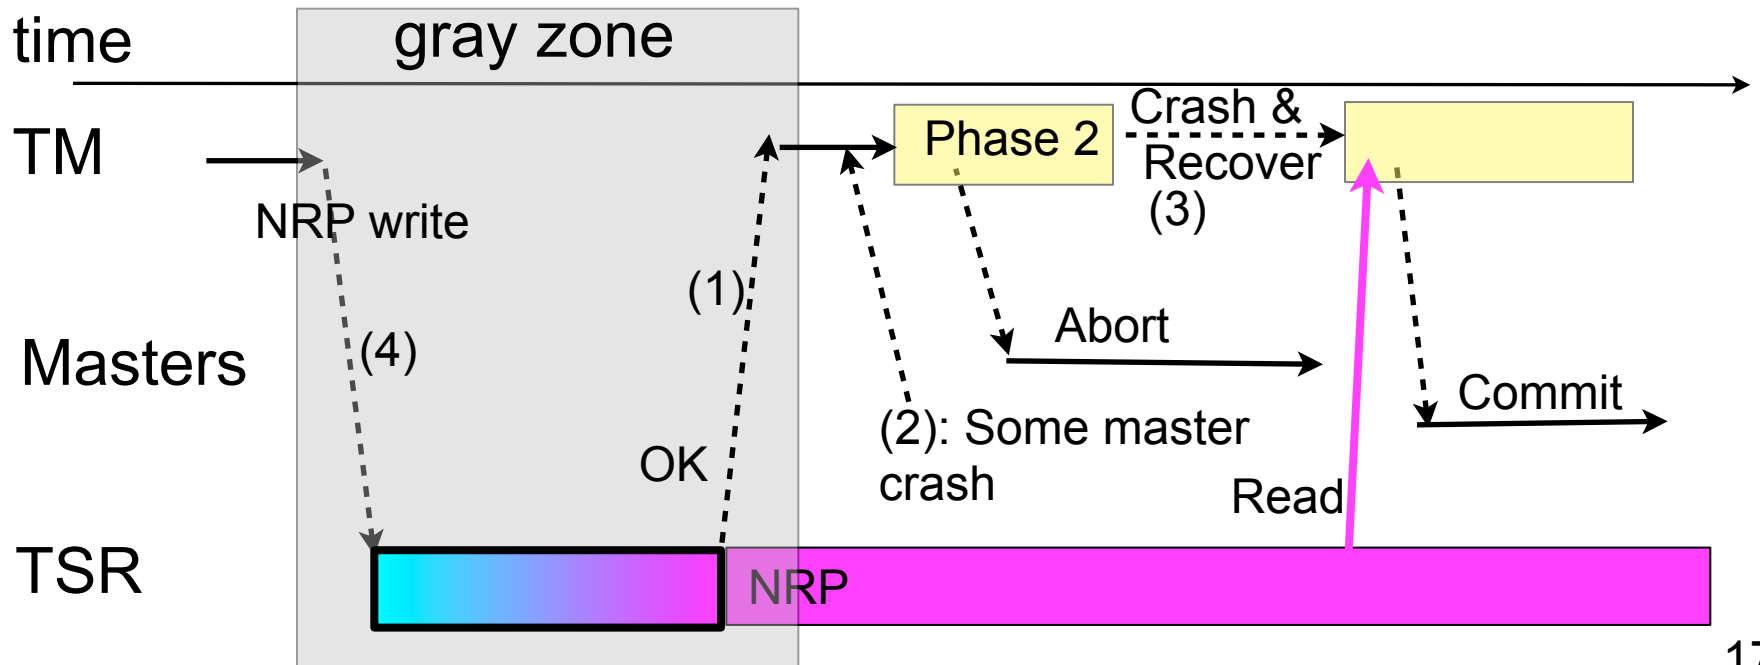 time
gray zone
TM
Phase 2
Crash &
Recover
(3)
NRP write
(1)
(4)
Masters
Abort
(2): Some master
crash
Commit
OK
Read
TSR
NRP
17